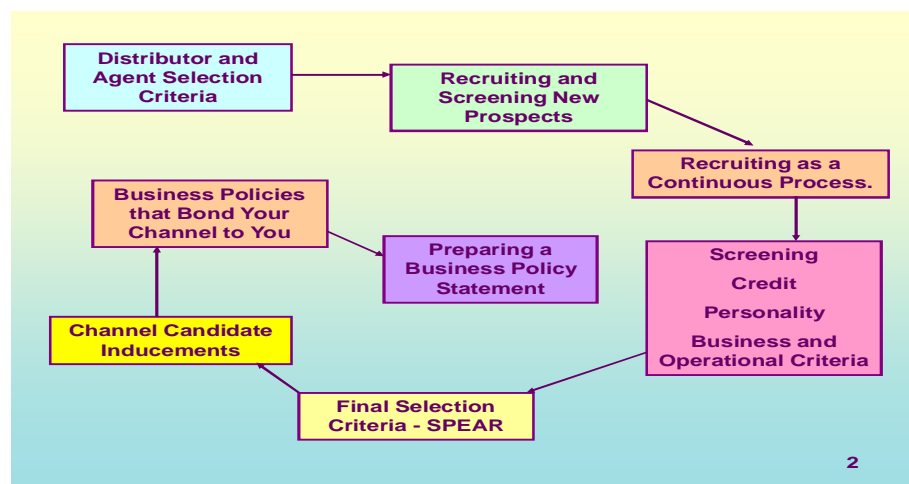 Distributor and
Agent Selection
Criteria
Recruiting and
Screening New
Prospects
Recruiting as a
Continuous Process.
Screening
Credit
Personality
Business and
Operational Criteria
Final Selection
Criteria - SPEAR
Channel Candidate
Inducements
Business Policies
that Bond Your
Channel to You
Preparing a
Business Policy
Statement
2